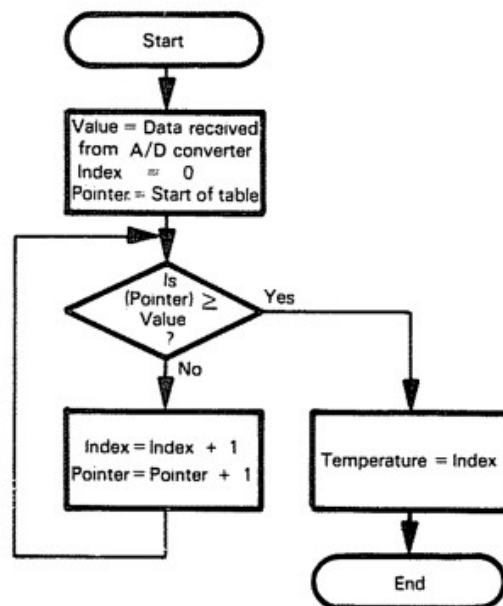 Start
Value = Data received
from A/D converter
Index = 0
Pointer = Start of table
Is
(Pointer) ≥
Value
?
Yes
No
Index = Index + 1
Pointer = Pointer + 1
Temperature = Index
End